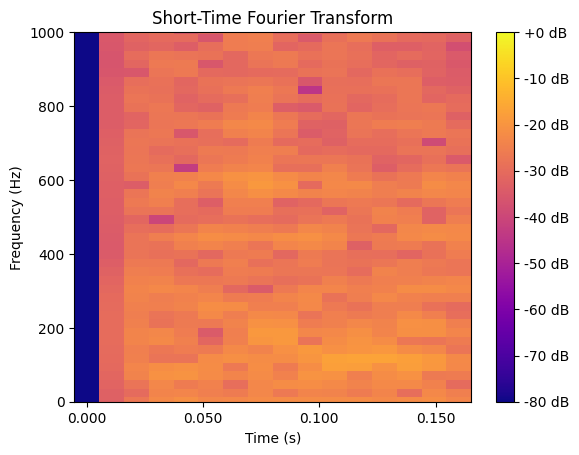 Short-Time Fourier Transform
1000
800
600
400
200
0
Frequency (Hz)
0.000
0.050
0.100
0.150
Time (s)
+0 dB
-10 dB
-20 dB
-30 dB
-40 dB
-50 dB
-60 dB
-70 dB
-80 dB